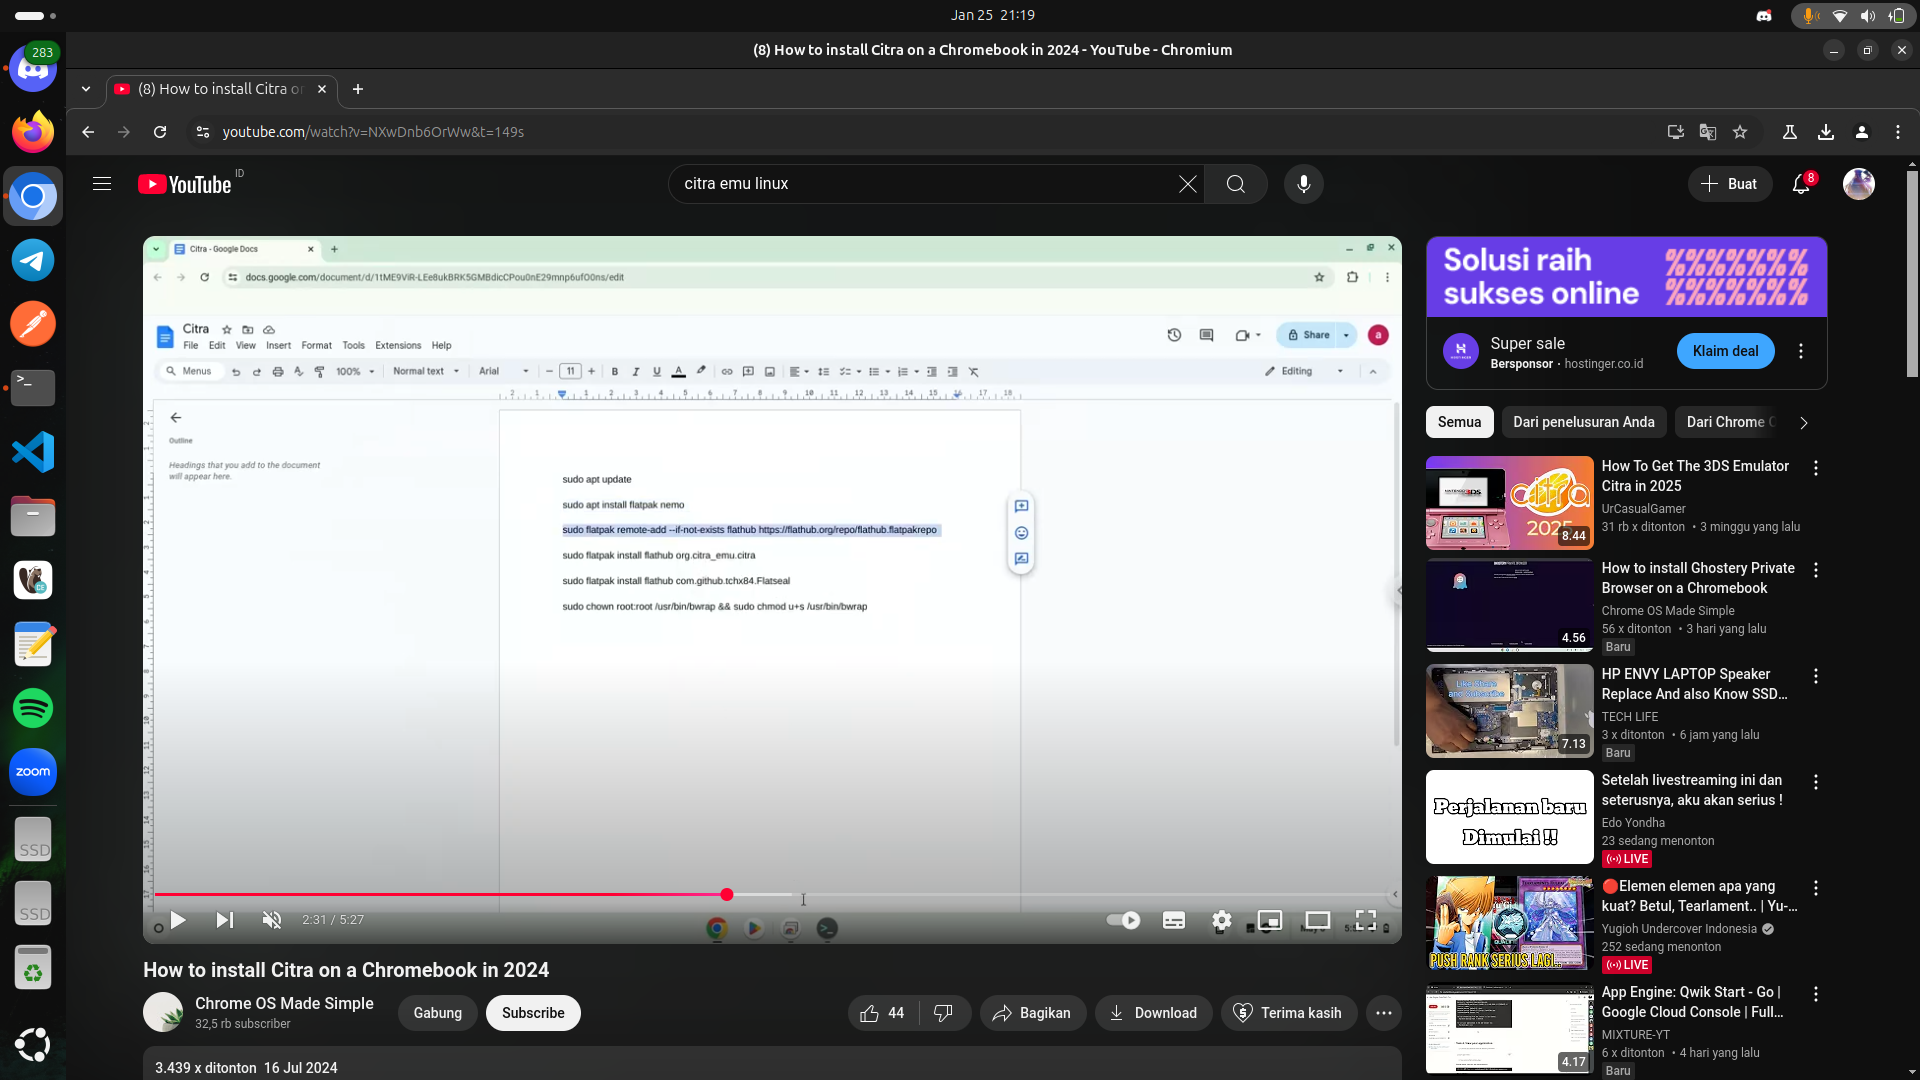 Jan 25 21:19
283
(8) How to install Citra on a Chromebook in 2024 - YouTube - Chromium
(8) How to install Citra or
youtube.com/watch?v=NXwDnb6OrWw&t=149s
YouTube ID
citra emu linux
Buat
8
Citra - Google Docs
docs.google.com/document/d/1tME9ViR-LEe8ukBRK5GMBdicCPou0nE29mnp6ufO0ns/edit
Citra
File Edit View Insert Format Tools Extensions Help
Share
a
Menus
100%
Normal text
Arial
11
Editing
Outline
Headings that you add to the document
will appear here.
sudo apt update
sudo apt install flatpak nemo
sudo flatpak remote-add --if-not-exists flathub https://flathub.org/repo/flathub.flatpakrepo
sudo flatpak install flathub org.citra_emu.citra
sudo flatpak install flathub com.github.tchx84.Flatseal
sudo chown root:root /usr/bin/bwrap && sudo chmod u+s /usr/bin/bwrap
2:31 / 5:27
How to install Citra on a Chromebook in 2024
Chrome OS Made Simple
32,5 rb subscriber
Gabung
Subscribe
44
Bagikan
Download
Terima kasih
3.439 x ditonton 16 Jul 2024
Solusi raih
sukses online
%%%%%%%
%%%%%%%
Super sale
Bersponsor · hostinger.co.id
Klaim deal
Semua
Dari penelusuran Anda
Dari Chrome
How To Get The 3DS Emulator
Citra in 2025
UrCasualGamer
31 rb x ditonton • 3 minggu yang lalu
NINTENDO 3DS
citra
2025
8.44
How to install Ghostery Private
Browser on a Chromebook
Chrome OS Made Simple
56 x ditonton • 3 hari yang lalu
Baru
4.56
HP ENVY LAPTOP Speaker
Replace And also Know SSD...
TECH LIFE
3 x ditonton • 6 jam yang lalu
Baru
Like Share
and Subscribe
7.13
Setelah livestreaming ini dan
seterusnya, aku akan serius !
Edo Yondha
23 sedang menonton
LIVE
Perjalanan baru
Dimulai !!
Elemen elemen apa yang
kuat? Betul, Tearlament.. | Yu-...
Yugioh Undercover Indonesia
252 sedang menonton
LIVE
PUSH RANK SERIUS LAGI..
App Engine: Qwik Start - Go |
Google Cloud Console | Full...
MIXTURE-YT
6 x ditonton • 4 hari yang lalu
Baru
4.17
CE
zoom
SSD
SSD